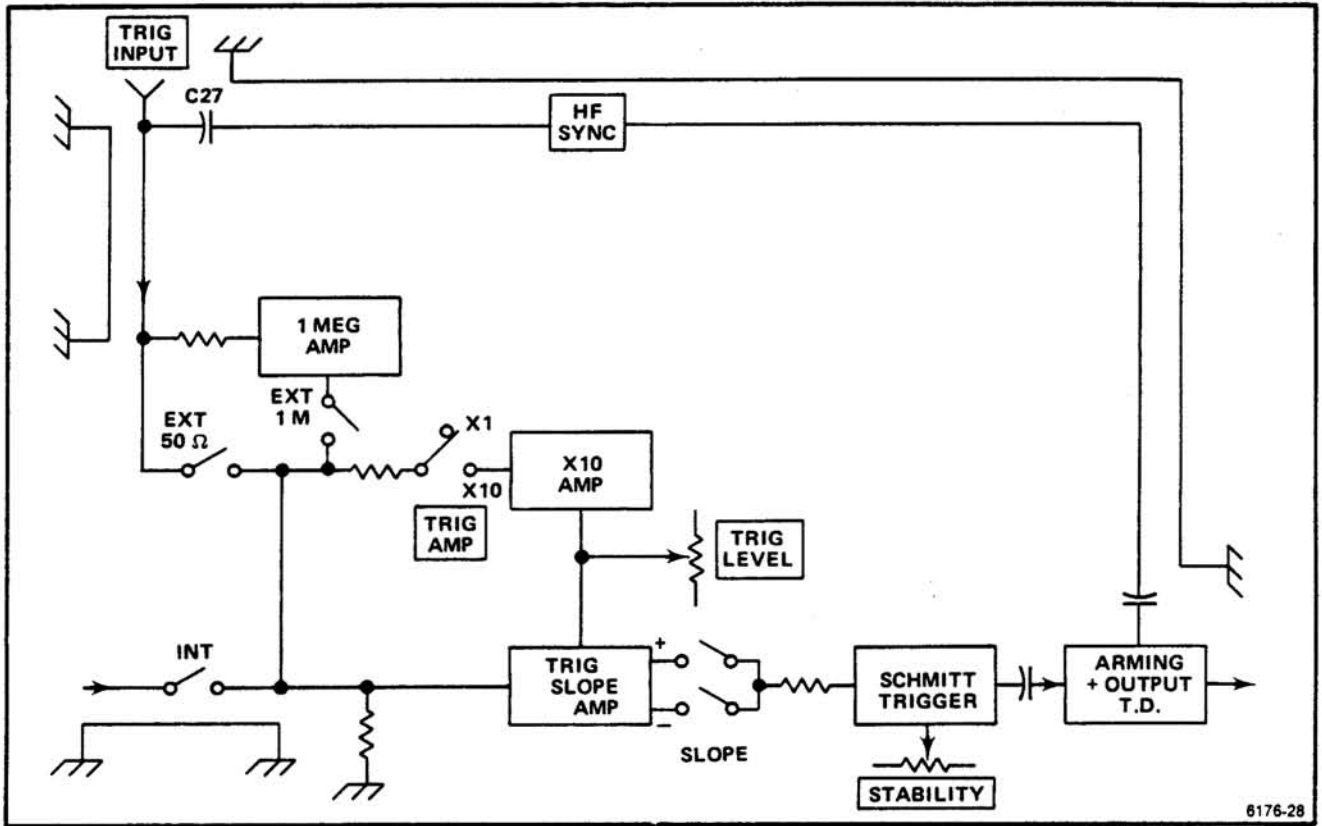 TRIG
INPUT
C27
HF
SYNC
1 MEG
AMP
EXT
1 M
EXT
50 Ω
X1
X10
X10
AMP
TRIG
AMP
TRIG
LEVEL
INT
TRIG
SLOPE
AMP
+
−
SLOPE
SCHMITT
TRIGGER
STABILITY
ARMING
+ OUTPUT
T.D.
6176-28